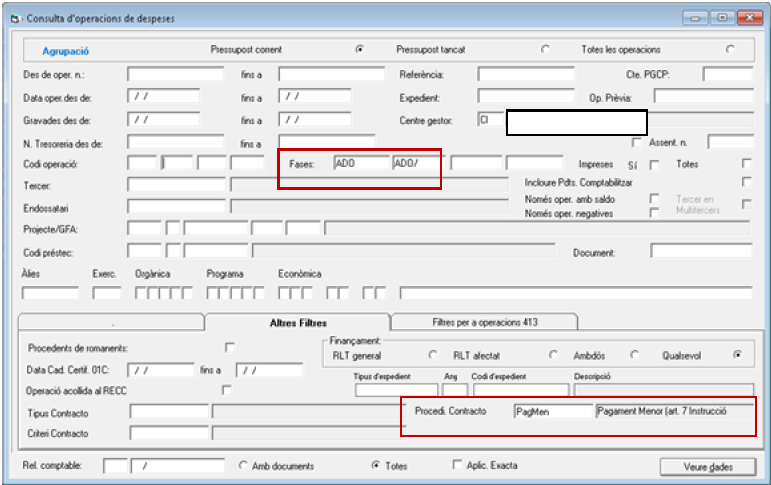 - Consulta d'operacions de despeses
Agrupació Pressupost corrent Pressupost tancat Totes les operacions
Des de oper. n.: fins a Referència: Cte. PGCP:
Data oper.des de: / / fins a / / Expedient: Op. Prèvia:
Gravades des de: / / fins a / / Centre gestor: CI
N. Tresoreria des de: fins a Assent. n.
Codi operació: Fases: ADO ADO/ Impreses Sí Totes
Tercer: Incloure Pdts. Comptabilitzar
Endossatari Només oper. amb saldo Tercer en
Només oper. negatives Multitercers
Projecte/GFA:
Codi préstec: Document:
Àlies Exerc. Orgànica Programa Econòmica
. Altres Filtres Filtres per a operacions 413
Procedents de romanents: Finançament:
RLT general RLT afectat Ambdós Qualsevol
Data Cad. Certif. 01C: / / fins a / /
Tipus d'expedient Any Codi d'expedient Descripció
Operació acollida al RECC
Tipus Contracto Procedi. Contracto PagMen Pagament Menor (art. 7 Instrucció
Criteri Contracto
Rel. comptable: / Amb documents Totes Aplic. Exacta Veure dades